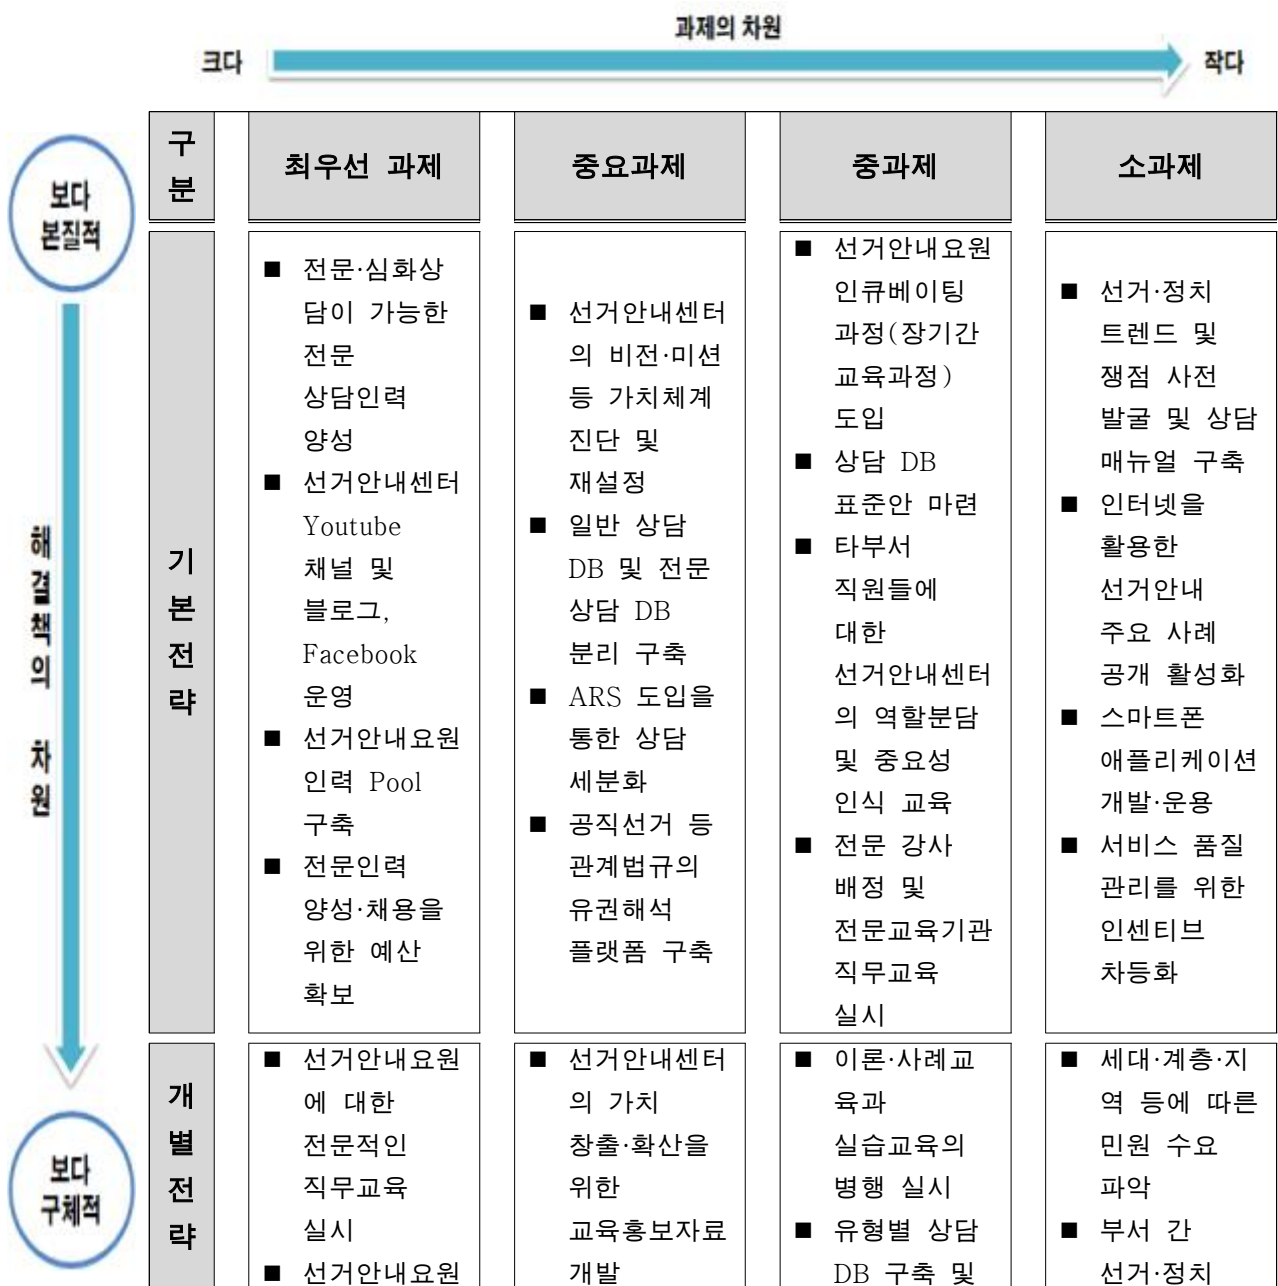 과제의 차원
크다
작다
보다
본질적
해결책의 차원
보다
구체적
구
분
최우선 과제
중요과제
중과제
소과제
기
본
전
략
■ 전문·심화상
담이 가능한
전문
상담인력
양성
■ 선거안내센터
Youtube
채널 및
블로그,
Facebook
운영
■ 선거안내요원
인력 Pool
구축
■ 전문인력
양성·채용을
위한 예산
확보
■ 선거안내센터
의 비전·미션
등 가치체계
진단 및
재설정
■ 일반 상담
DB 및 전문
상담 DB
분리 구축
■ ARS 도입을
통한 상담
세분화
■ 공직선거 등
관계법규의
유권해석
플랫폼 구축
■ 선거안내요원
인큐베이팅
과정(장기간
교육과정)
도입
■ 상담 DB
표준안 마련
■ 타부서
직원들에
대한
선거안내센터
의 역할분담
및 중요성
인식 교육
■ 전문 강사
배정 및
전문교육기관
직무교육
실시
■ 선거·정치
트렌드 및
쟁점 사전
발굴 및 상담
매뉴얼 구축
■ 인터넷을
활용한
선거안내
주요 사례
공개 활성화
■ 스마트폰
애플리케이션
개발·운용
■ 서비스 품질
관리를 위한
인센티브
차등화
개
별
전
략
■ 선거안내요원
에 대한
전문적인
직무교육
실시
■ 선거안내요원
■ 선거안내센터
의 가치
창출·확산을
위한
교육홍보자료
개발
■ 이론·사례교
육과
실습교육의
병행 실시
■ 유형별 상담
DB 구축 및
■ 세대·계층·지
역 등에 따른
민원 수요
파악
■ 부서 간
선거·정치